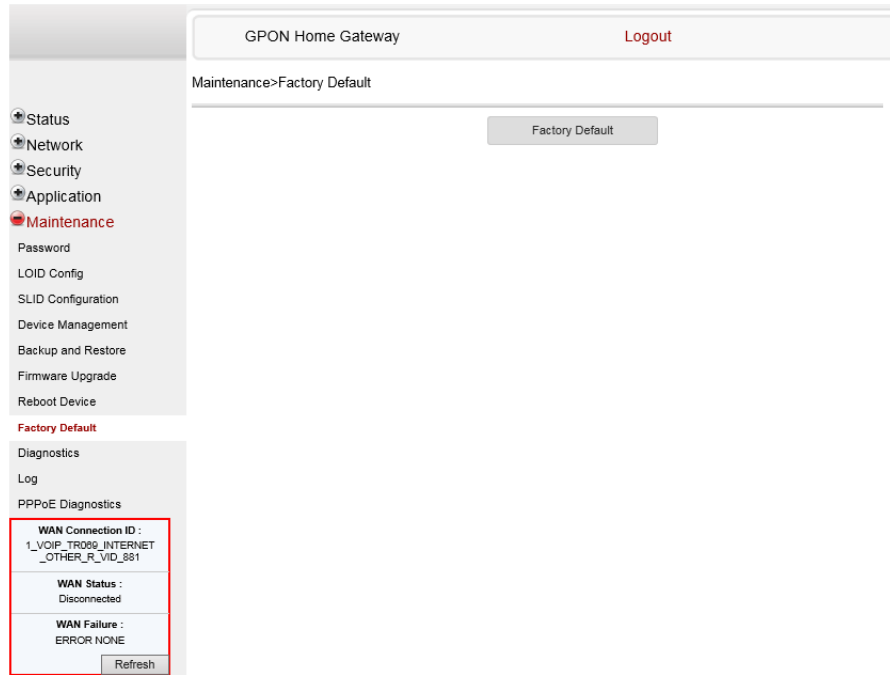 GPON Home Gateway
Logout
Maintenance>Factory Default
Factory Default
Status
Network
Security
Application
Maintenance
Password
LOID Config
SLID Configuration
Device Management
Backup and Restore
Firmware Upgrade
Reboot Device
Factory Default
Diagnostics
Log
PPPoE Diagnostics
WAN Connection ID :
1_VOIP_TR069_INTERNET
_OTHER_R_VID_881
WAN Status :
Disconnected
WAN Failure :
ERROR NONE
Refresh